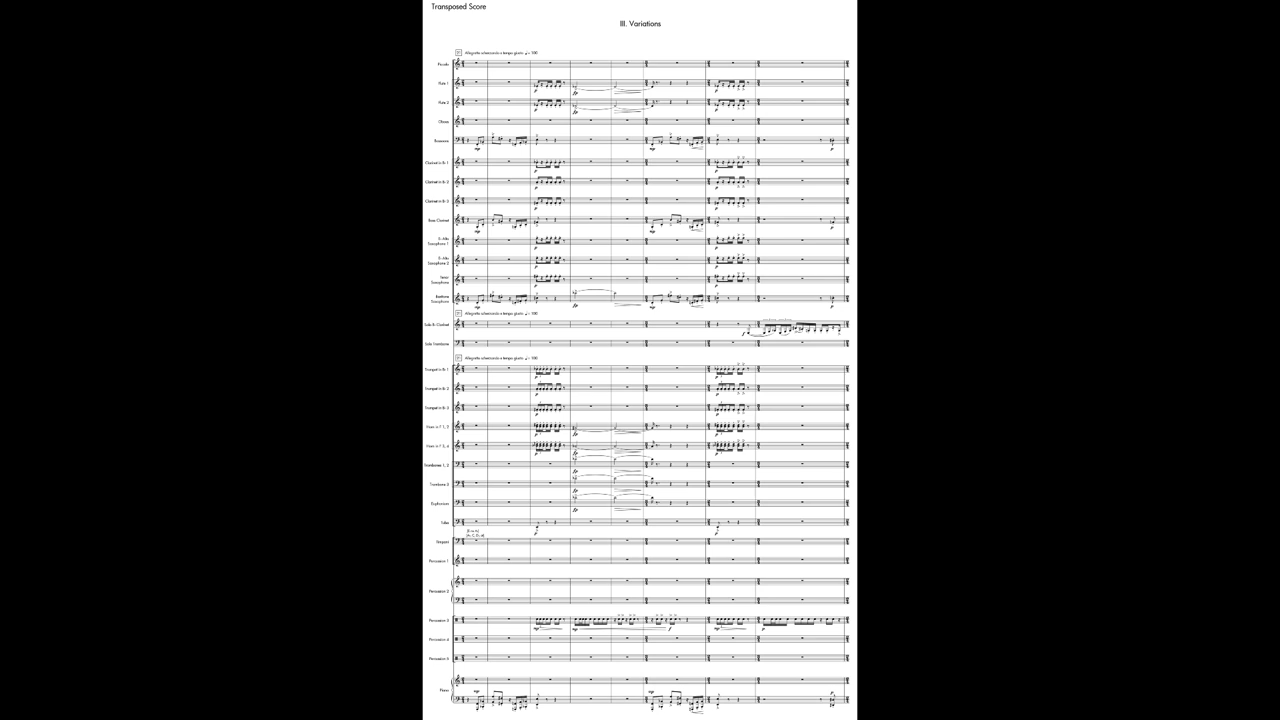 Transposed Score
III. Variations
Allegretto scherzando e tempo giusto ♩ = 100
Piccolo
Flute 1
Flute 2
Oboes
Bassoons
Clarinet in B♭ 1
Clarinet in B♭ 2
Clarinet in B♭ 3
Bass Clarinet
E♭ Alto
Saxophone 1
E♭ Alto
Saxophone 2
Tenor
Saxophone
Baritone
Saxophone
Allegretto scherzando e tempo giusto ♩ = 100
Solo B♭ Clarinet
Solo Trombone
Allegretto scherzando e tempo giusto ♩ = 100
Trumpet in B♭ 1
Trumpet in B♭ 2
Trumpet in B♭ 3
Horn in F 1, 2
Horn in F 3, 4
Trombones 1, 2
Trombone 3
Euphonium
Tuba
Timpani
Percussion 1
Percussion 2
Percussion 3
Percussion 4
Percussion 5
Piano